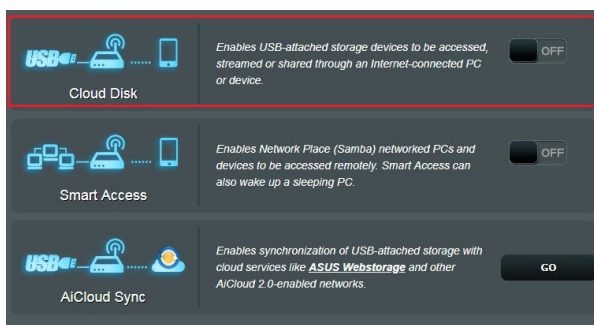 Enables USB-attached storage devices to be accessed,
USB OFF
streamed or shared through an Internet-connected PC
or device.
Cloud Disk
Enables Network Place (Samba) networked PCs and
OFF
devices to be accessed remotely. Smart Access can
also wake up a sleeping PC.
Smart Access
Enables synchronization of USB-attached storage with
USB GO
cloud services like ASUS Webstorage and other
AiCloud 2.0-enabled networks.
AiCloud Sync